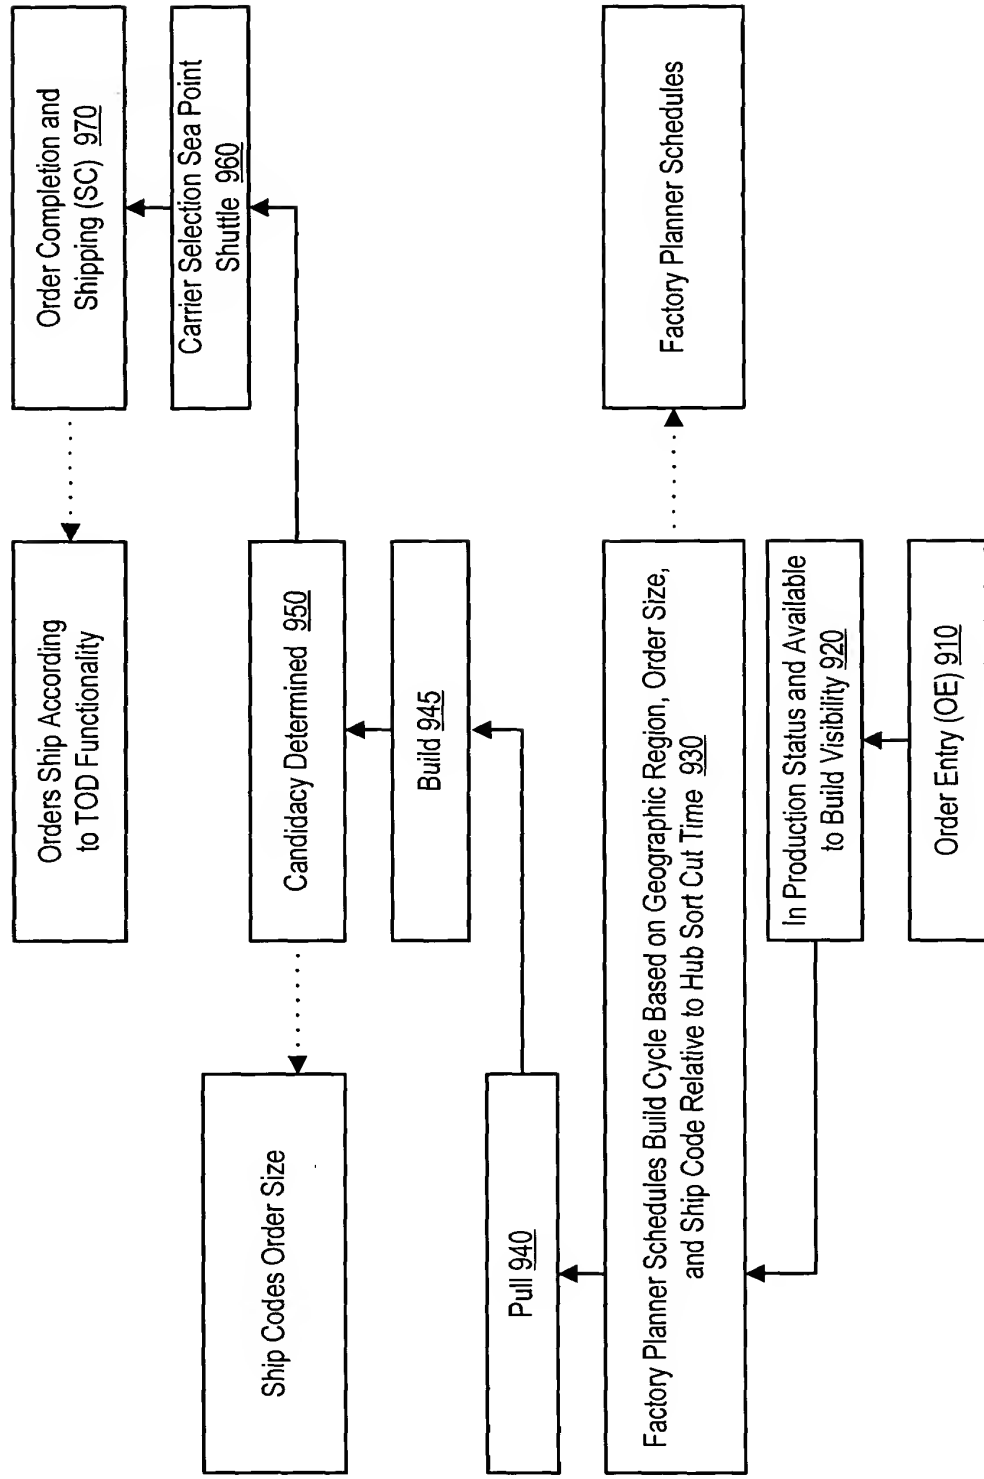 Order Entry (OE) 910
In Production Status and Available
to Build Visibility 920
Factory Planner Schedules Build Cycle Based on Geographic Region, Order Size,
and Ship Code Relative to Hub Sort Cut Time 930
Factory Planner Schedules
Pull 940
Build 945
Candidacy Determined 950
Ship Codes Order Size
Carrier Selection Sea Point
Shuttle 960
Order Completion and
Shipping (SC) 970
Orders Ship According
to TOD Functionality